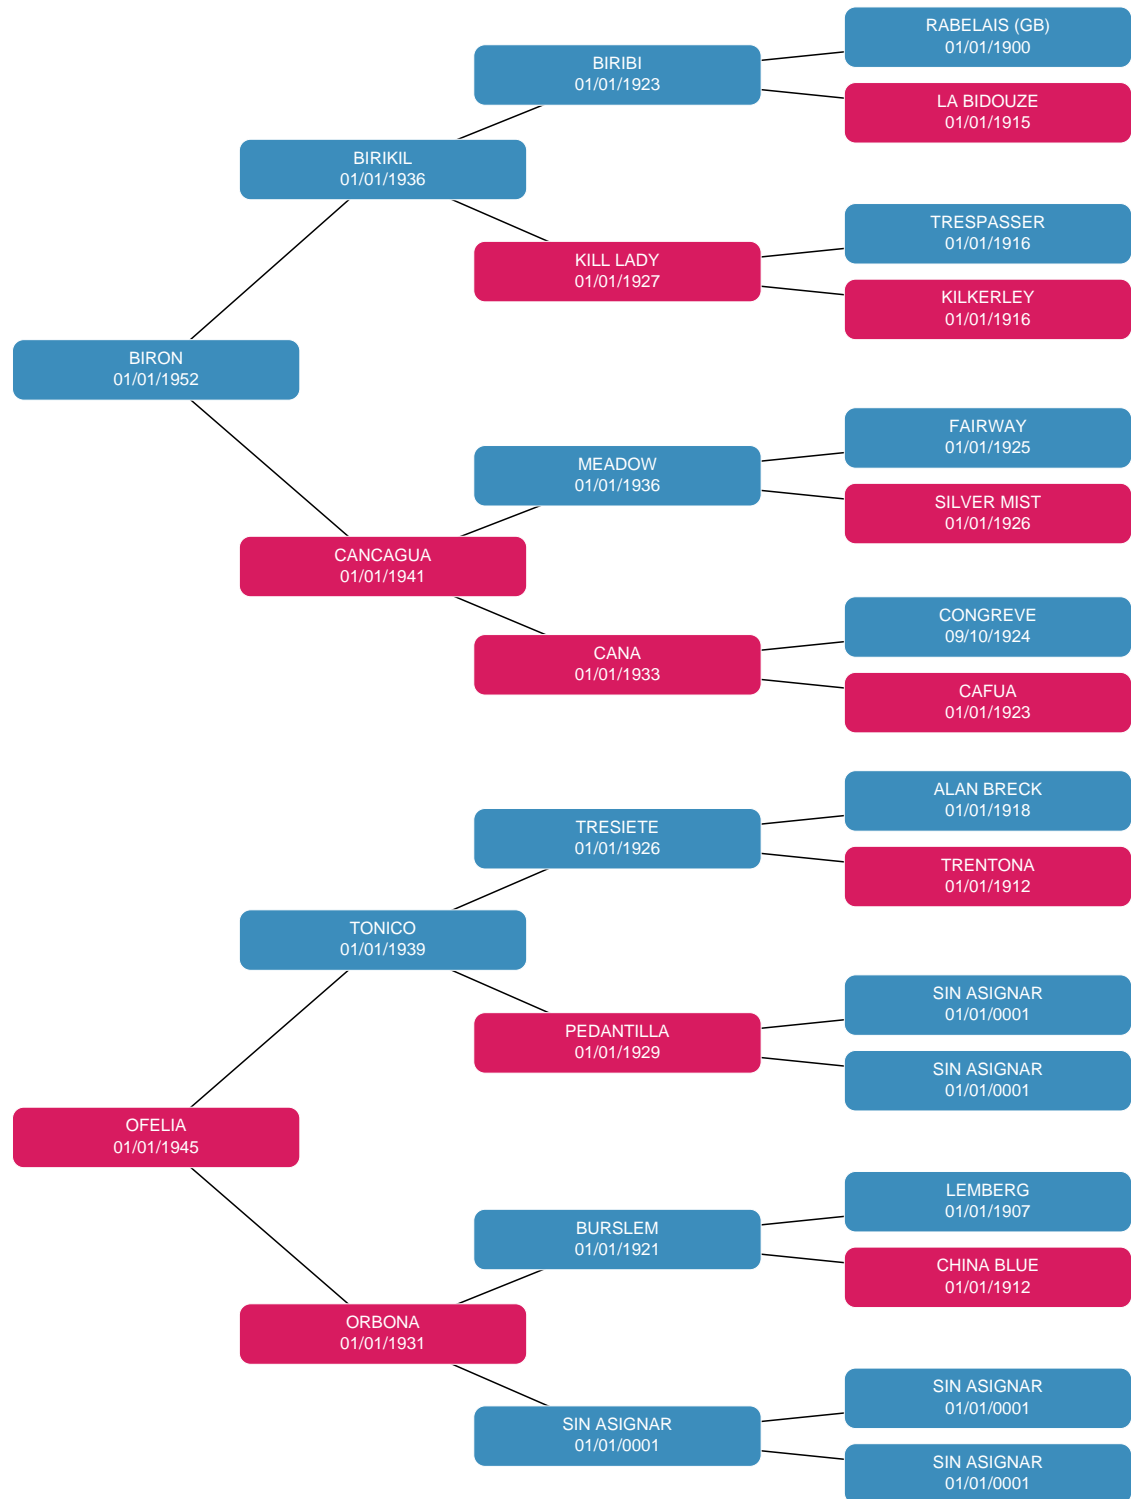 RABELAIS (GB)
01/01/1900
BIRIBI
01/01/1923
LA BIDOUZE
01/01/1915
BIRIKIL
01/01/1936
TRESPASSER
01/01/1916
KILL LADY
01/01/1927
KILKERLEY
01/01/1916
BIRON
01/01/1952
FAIRWAY
01/01/1925
MEADOW
01/01/1936
SILVER MIST
01/01/1926
CANCAGUA
01/01/1941
CONGREVE
09/10/1924
CANA
01/01/1933
CAFUA
01/01/1923
ALAN BRECK
01/01/1918
TRESIETE
01/01/1926
TRENTONA
01/01/1912
TONICO
01/01/1939
SIN ASIGNAR
01/01/0001
PEDANTILLA
01/01/1929
SIN ASIGNAR
01/01/0001
OFELIA
01/01/1945
LEMBERG
01/01/1907
BURSLEM
01/01/1921
CHINA BLUE
01/01/1912
ORBONA
01/01/1931
SIN ASIGNAR
01/01/0001
SIN ASIGNAR
01/01/0001
SIN ASIGNAR
01/01/0001